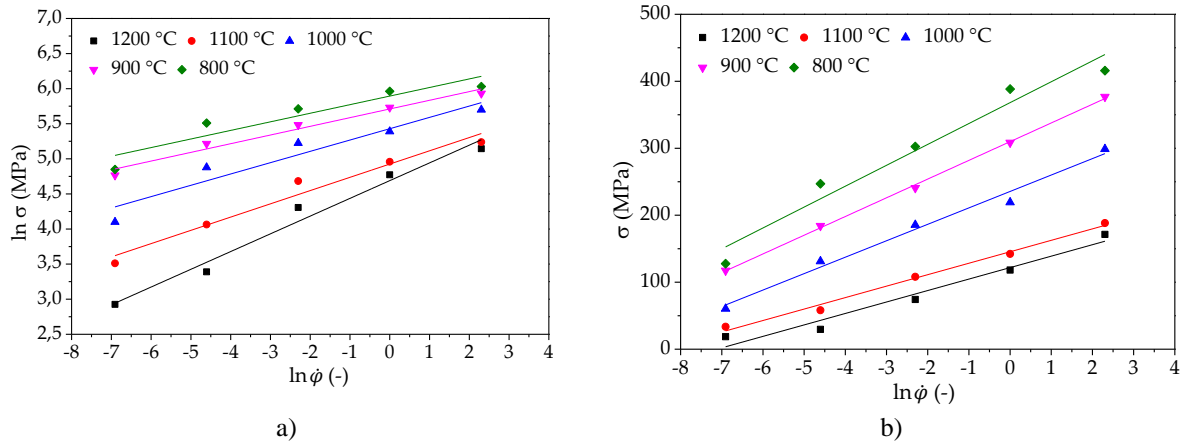 7,0
6,5
6,0
5,5
5,0
4,5
4,0
3,5
3,0
2,5
ln σ (MPa)
1200 °C 1100 °C 1000 °C
900 °C 800 °C
-8 -7 -6 -5 -4 -3 -2 -1 0 1 2 3 4
ln φ̇ (-)
a)
500
400
300
200
100
0
σ (MPa)
1200 °C 1100 °C 1000 °C
900 °C 800 °C
-8 -7 -6 -5 -4 -3 -2 -1 0 1 2 3 4
ln φ̇ (-)
b)